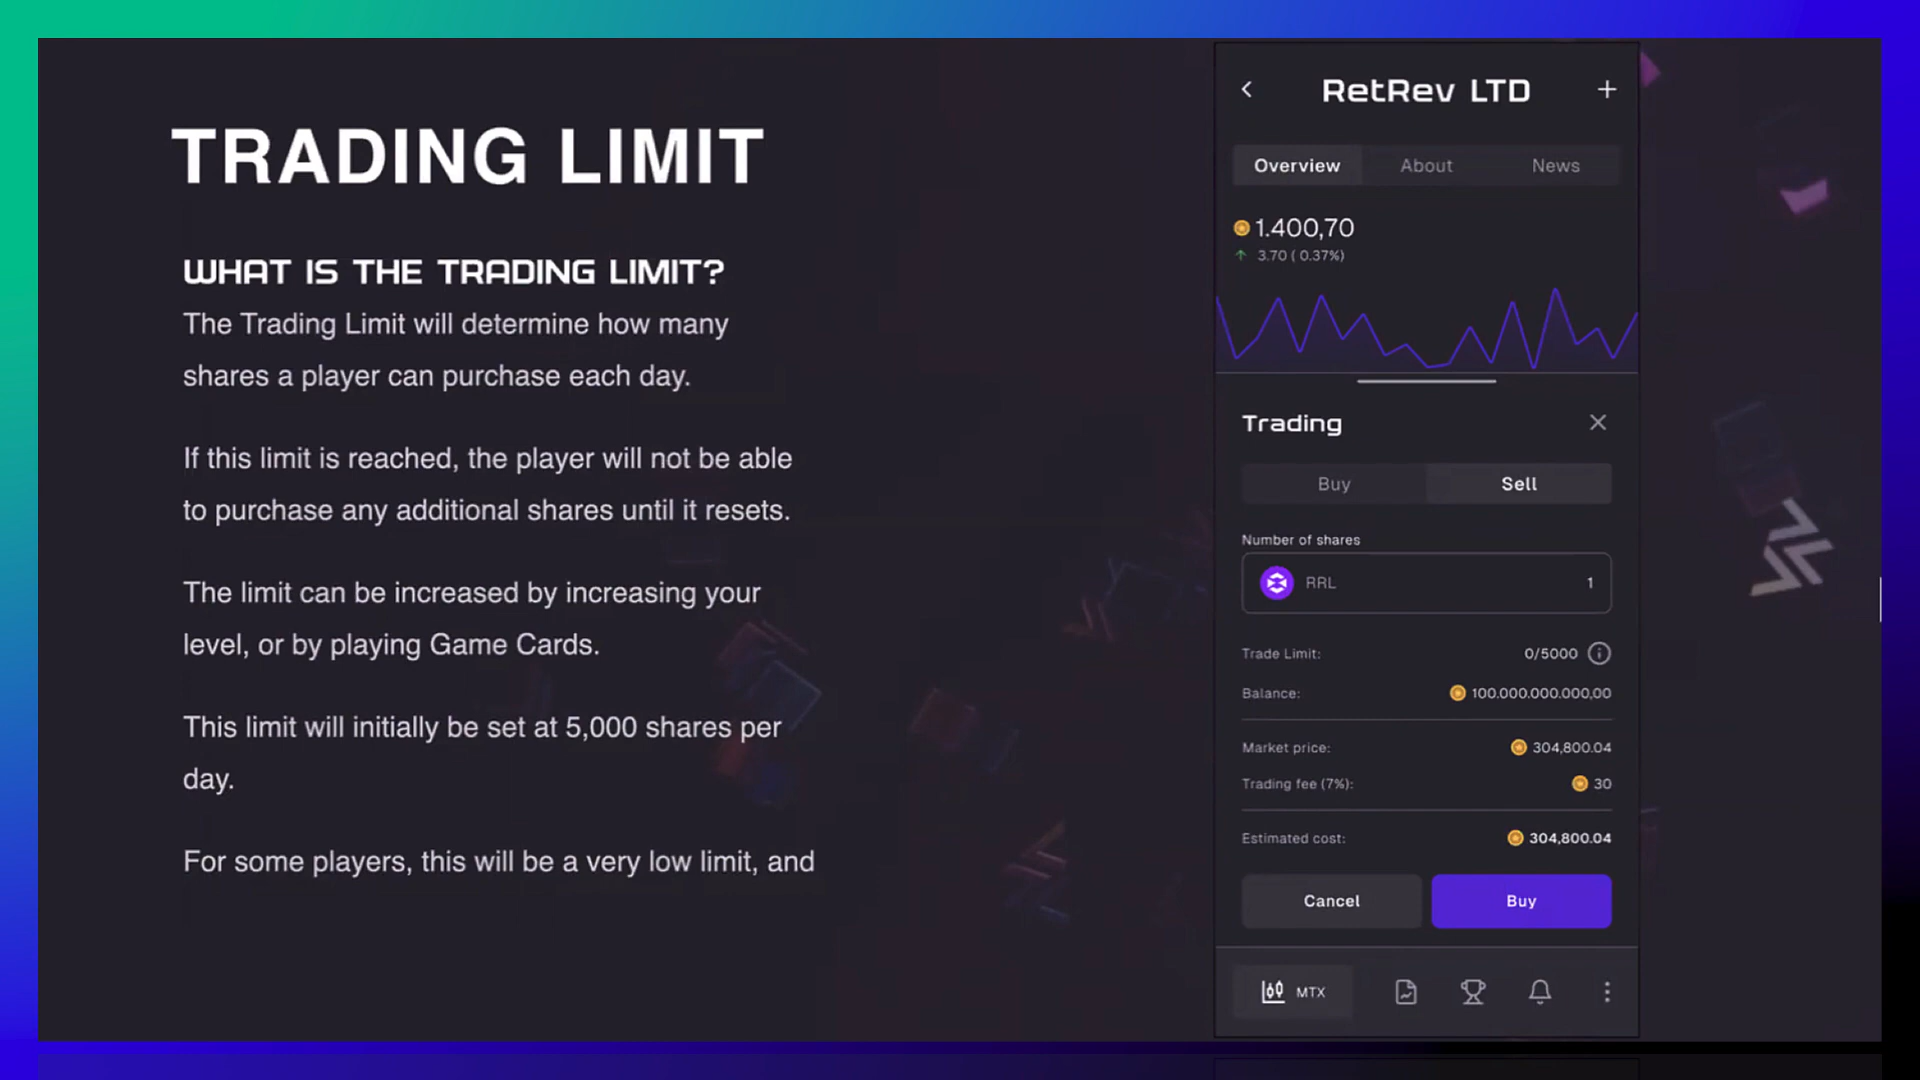 TRADING LIMIT
WHAT IS THE TRADING LIMIT?
The Trading Limit will determine how many
shares a player can purchase each day.
If this limit is reached, the player will not be able
to purchase any additional shares until it resets.
The limit can be increased by increasing your
level, or by playing Game Cards.
This limit will initially be set at 5,000 shares per
day.
For some players, this will be a very low limit, and
RetRev LTD
Overview About News
1.400,70
3.70 ( 0.37%)
Trading
Buy Sell
Number of shares
RRL 1
Trade Limit: 0/5000
Balance: 100.000.000.000,00
Market price: 304,800.04
Trading fee (7%): 30
Estimated cost: 304,800.04
Cancel Buy
MTX